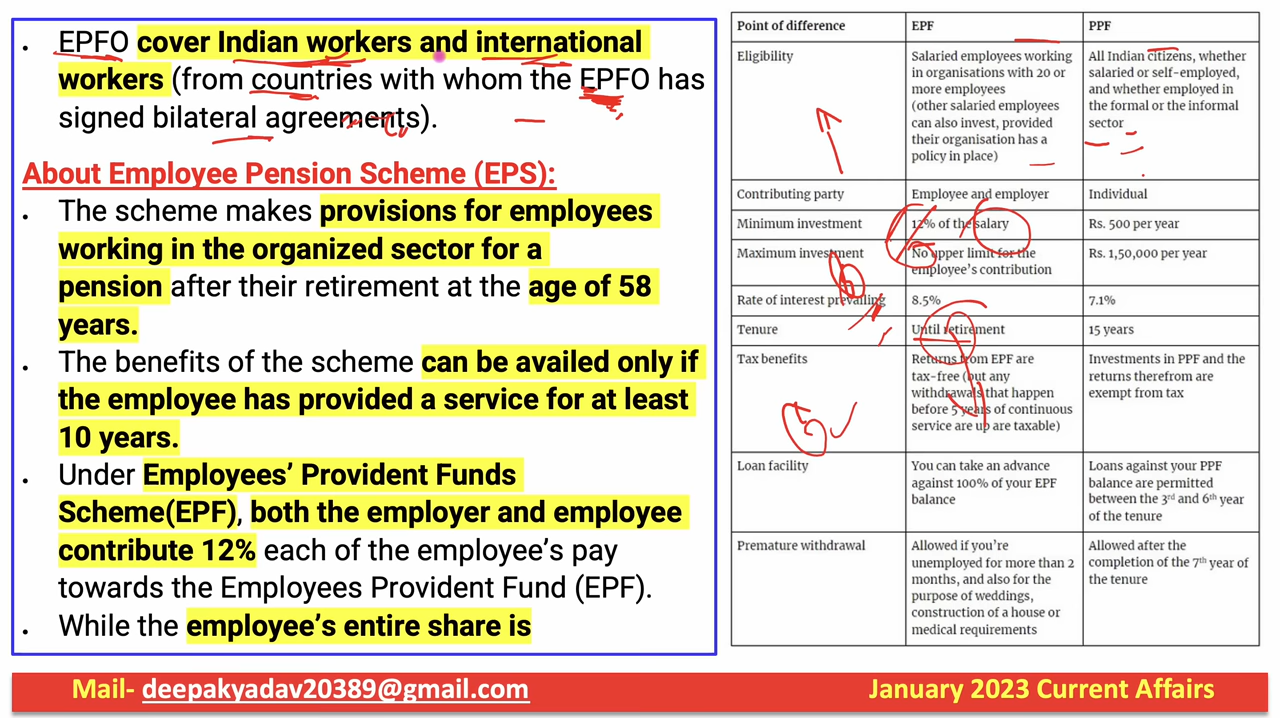 • EPFO cover Indian workers and international
workers (from countries with whom the EPFO has
signed bilateral agreements).
About Employee Pension Scheme (EPS):
• The scheme makes provisions for employees
working in the organized sector for a
pension after their retirement at the age of 58
years.
• The benefits of the scheme can be availed only if
the employee has provided a service for at least
10 years.
• Under Employees’ Provident Funds
Scheme(EPF), both the employer and employee
contribute 12% each of the employee’s pay
towards the Employees Provident Fund (EPF).
• While the employee’s entire share is
Point of difference EPF PPF
Eligibility
Salaried employees working
in organisations with 20 or
more employees
(other salaried employees
can also invest, provided
their organisation has a
policy in place)
All Indian citizens, whether
salaried or self-employed,
and whether employed in
the formal or the informal
sector
Contributing party Employee and employer Individual
Minimum investment 12% of the salary Rs. 500 per year
Maximum investment
No upper limit for the
employee’s contribution
Rs. 1,50,000 per year
Rate of interest prevailing 8.5% 7.1%
Tenure Until retirement 15 years
Tax benefits
Returns from EPF are
tax-free (but any
withdrawals that happen
before 5 years of continuous
service are up are taxable)
Investments in PPF and the
returns therefrom are
exempt from tax
Loan facility
You can take an advance
against 100% of your EPF
balance
Loans against your PPF
balance are permitted
between the 3rd and 6th year
of the tenure
Premature withdrawal
Allowed if you’re
unemployed for more than 2
months, and also for the
purpose of weddings,
construction of a house or
medical requirements
Allowed after the
completion of the 7th year of
the tenure
Mail- deepakyadav20389@gmail.com
January 2023 Current Affairs